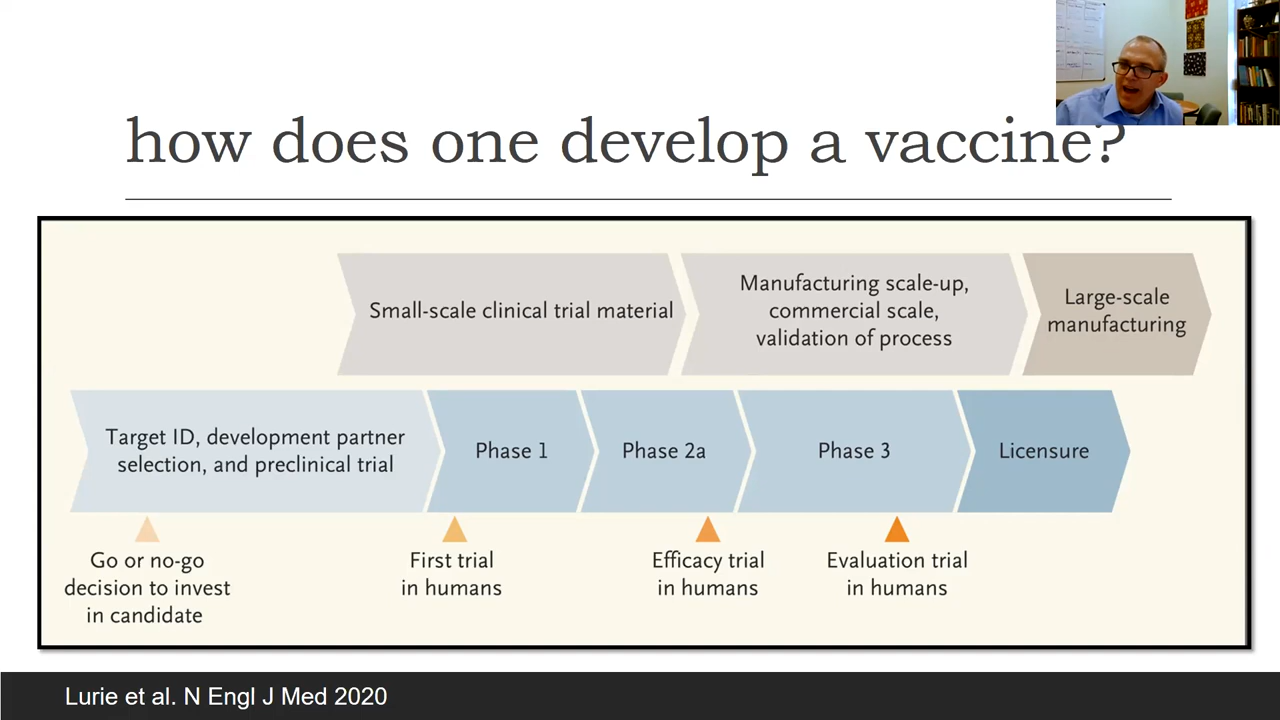 how does one develop a vaccine?
Small-scale clinical trial material
Manufacturing scale-up,
commercial scale,
validation of process
Large-scale
manufacturing
Target ID, development partner
selection, and preclinical trial
Phase 1
Phase 2a
Phase 3
Licensure
Go or no-go
decision to invest
in candidate
First trial
in humans
Efficacy trial
in humans
Evaluation trial
in humans
Lurie et al. N Engl J Med 2020